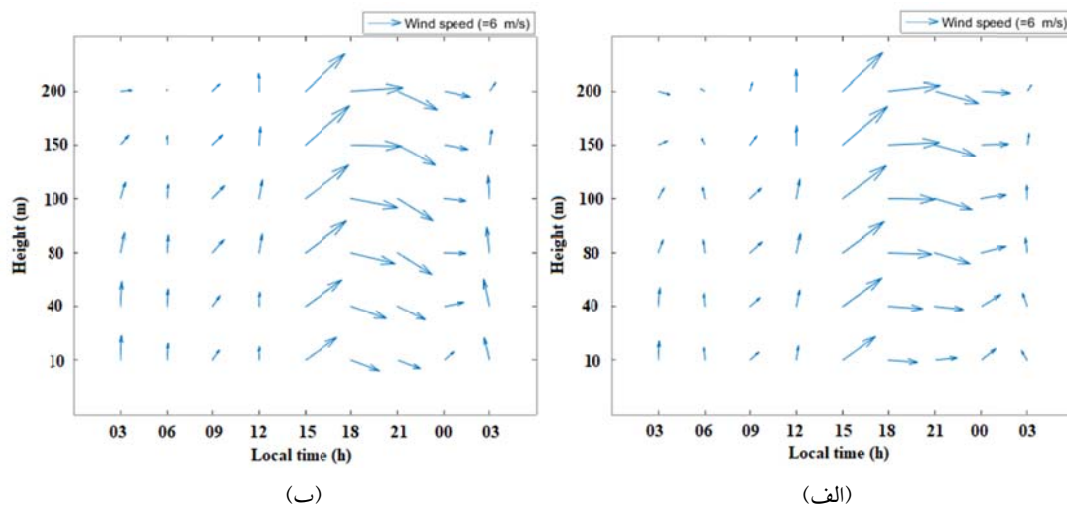 Wind speed (=6 m/s)
Height (m)
200
150
100
80
40
10
03 06 09 12 15 18 21 00 03
Local time (h)
(ب)
Wind speed (=6 m/s)
Height (m)
200
150
100
80
40
10
03 06 09 12 15 18 21 00 03
Local time (h)
(الف)